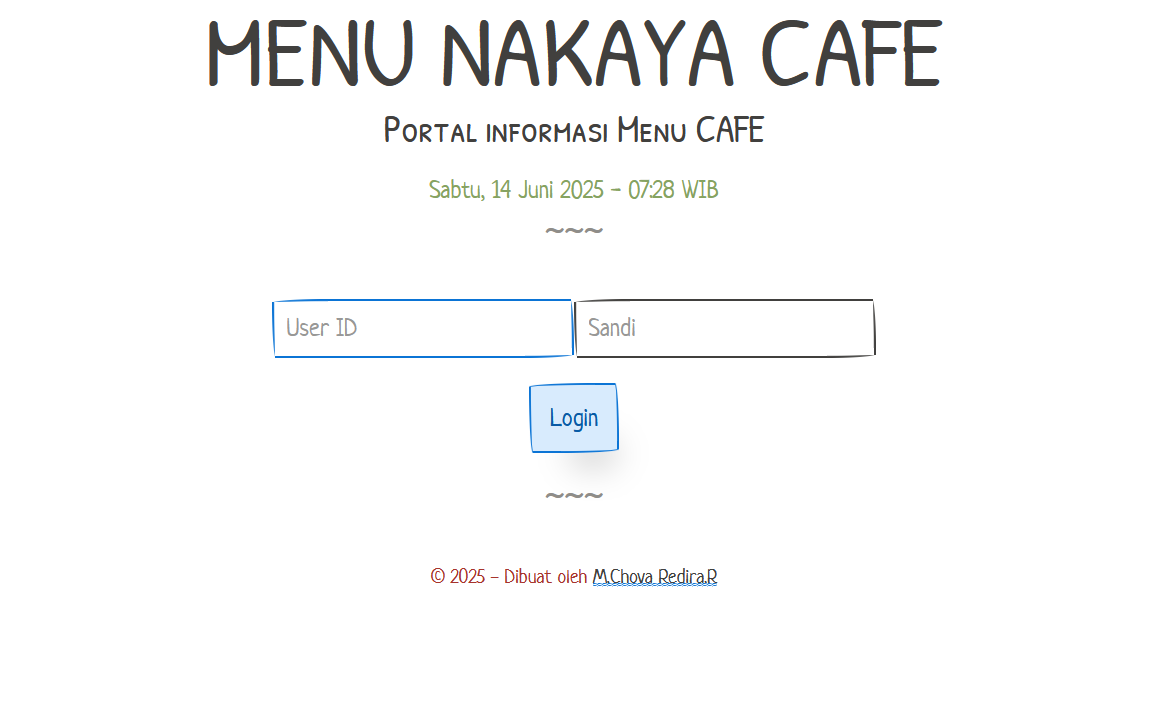 MENU NAKAYA CAFE
Portal informasi Menu CAFE
Sabtu, 14 Juni 2025 - 07:28 WIB
~~~
User ID Sandi
Login
~~~
© 2025 - Dibuat oleh M.Chova Redira.R